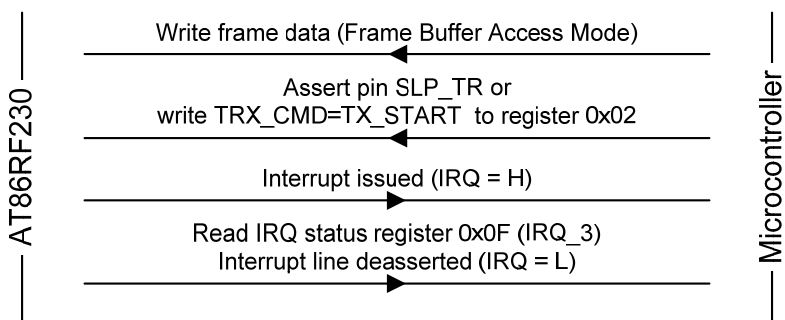 Write frame data (Frame Buffer Access Mode)
Assert pin SLP_TR or
write TRX_CMD=TX_START to register 0x02
Interrupt issued (IRQ = H)
Read IRQ status register 0x0F (IRQ_3)
Interrupt line deasserted (IRQ = L)
AT86RF230
Microcontroller